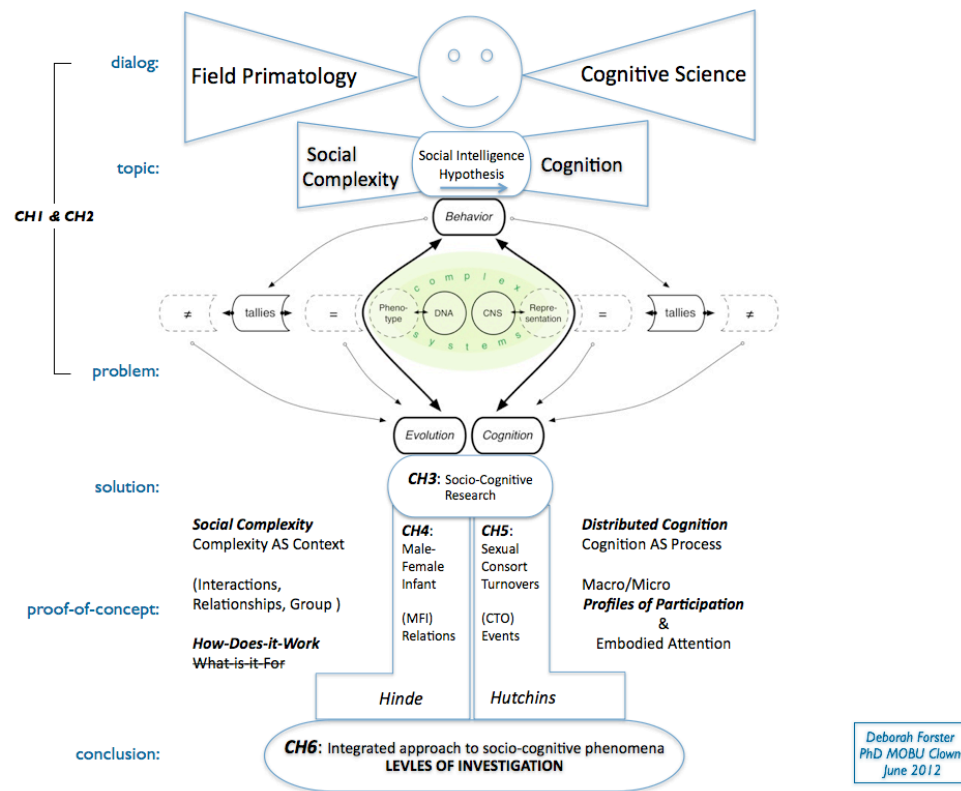 dialog:
Field Primatology
Cognitive Science
topic:
Social
Complexity
Social Intelligence
Hypothesis
Cognition
CH1 & CH2
Behavior
complex
≠
tallies
=
Pheno-
type
DNA
CNS
Repre-
sentation
=
tallies
≠
systems
problem:
Evolution
Cognition
solution:
CH3: Socio-Cognitive
Research
Social Complexity
Complexity AS Context
(Interactions,
Relationships, Group )
How-Does-it-Work
What-is-it-For
proof-of-concept:
CH4:
Male-
Female
Infant
(MFI)
Relations
CH5:
Sexual
Consort
Turnovers
(CTO)
Events
Distributed Cognition
Cognition AS Process
Macro/Micro
Profiles of Participation
&
Embodied Attention
Hinde
Hutchins
conclusion:
CH6: Integrated approach to socio-cognitive phenomena
LEVLES OF INVESTIGATION
Deborah Forster
PhD MOBU Clown
June 2012